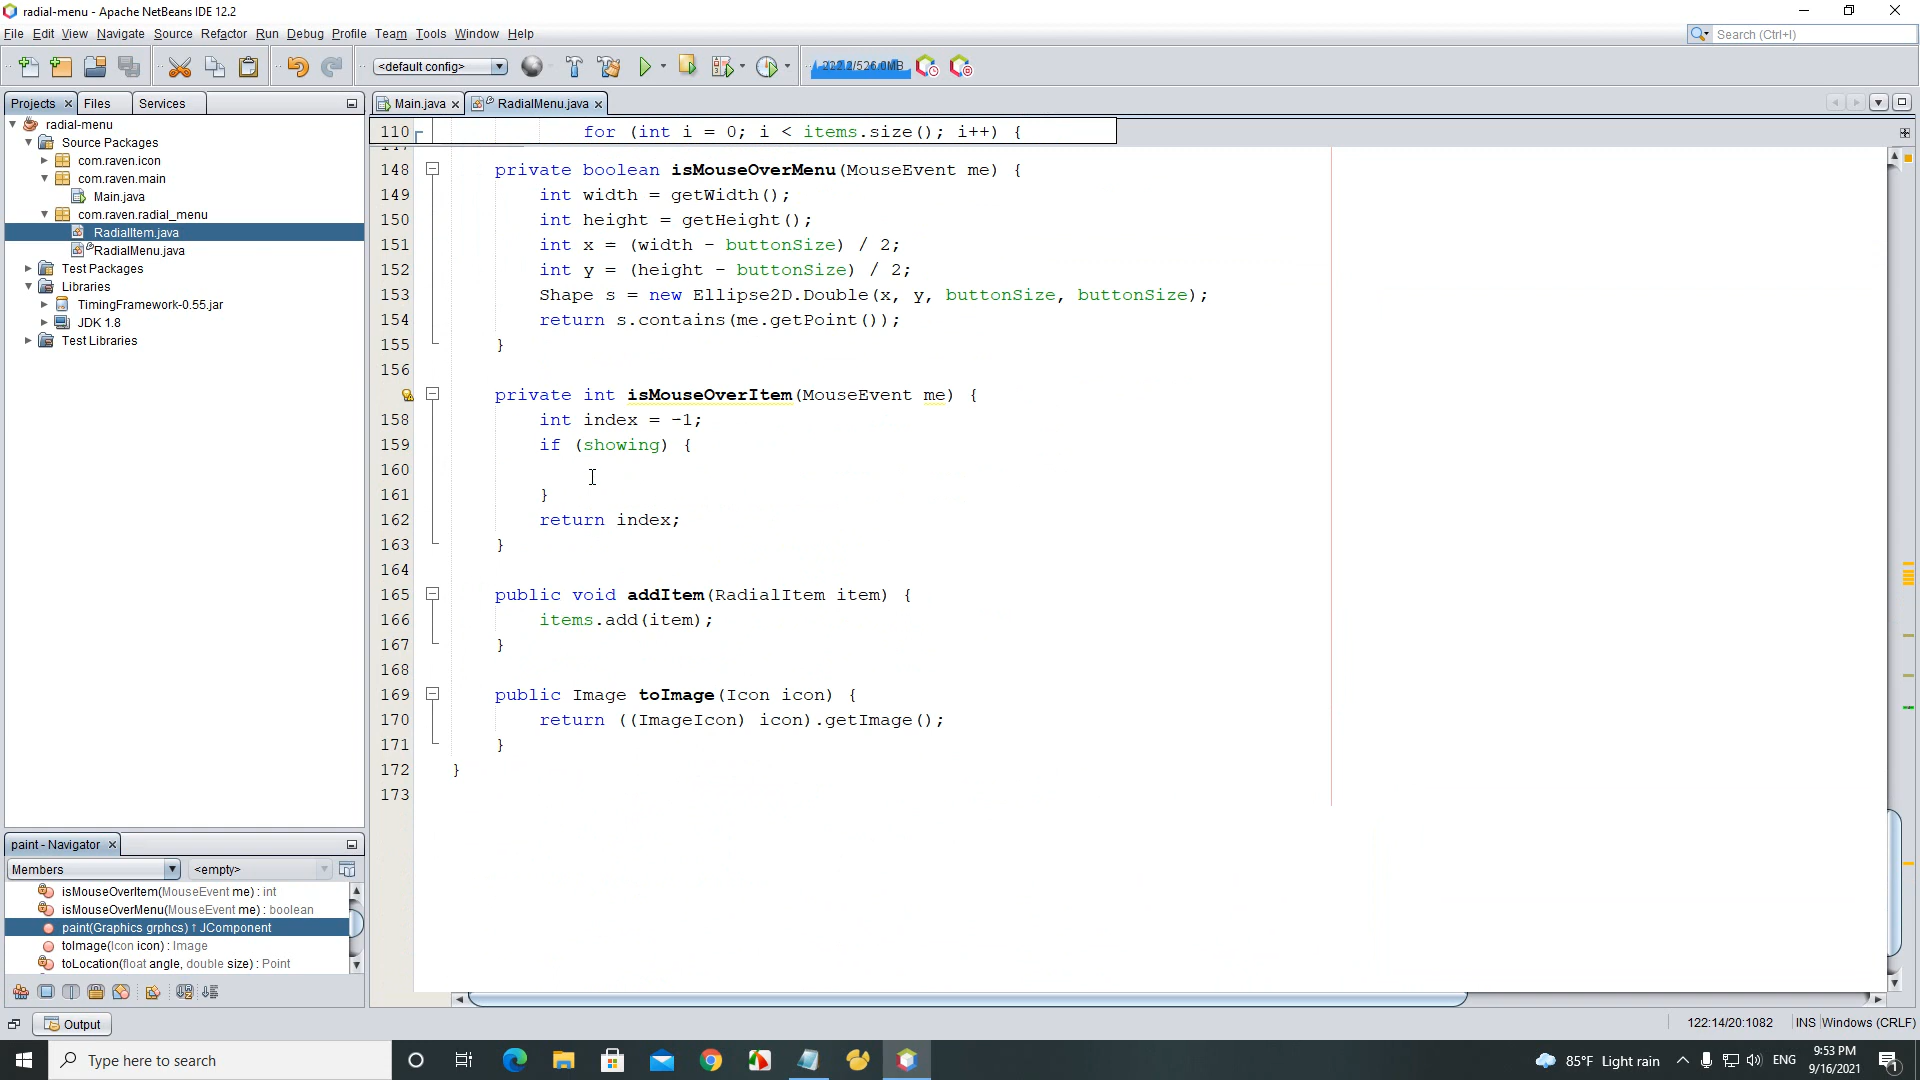 radial-menu - Apache NetBeans IDE 12.2
File Edit View Navigate Source Refactor Run Debug Profile Team Tools Window Help
Search (Ctrl+I)
<default config>
222.2/526.0MB
Projects Files Services
Main.java RadialMenu.java
radial-menu
Source Packages
com.raven.icon
com.raven.main
Main.java
com.raven.radial_menu
RadialItem.java
RadialMenu.java
Test Packages
Libraries
TimingFramework-0.55.jar
JDK 1.8
Test Libraries
110 for (int i = 0; i < items.size(); i++) {
148 private boolean isMouseOverMenu(MouseEvent me) {
149 int width = getWidth();
150 int height = getHeight();
151 int x = (width - buttonSize) / 2;
152 int y = (height - buttonSize) / 2;
153 Shape s = new Ellipse2D.Double(x, y, buttonSize, buttonSize);
154 return s.contains(me.getPoint());
155 }
156
private int isMouseOverItem(MouseEvent me) {
158 int index = -1;
159 if (showing) {
160
161 }
162 return index;
163 }
164
165 public void addItem(RadialItem item) {
166 items.add(item);
167 }
168
169 public Image toImage(Icon icon) {
170 return ((ImageIcon) icon).getImage();
171 }
172 }
173
paint - Navigator
Members <empty>
isMouseOverItem(MouseEvent me) : int
isMouseOverMenu(MouseEvent me) : boolean
paint(Graphics grphcs) ↑ JComponent
toImage(Icon icon) : Image
toLocation(float angle, double size) : Point
Output
122:14/20:1082 INS Windows (CRLF)
Type here to search
85°F Light rain ENG
9:53 PM
9/16/2021
1